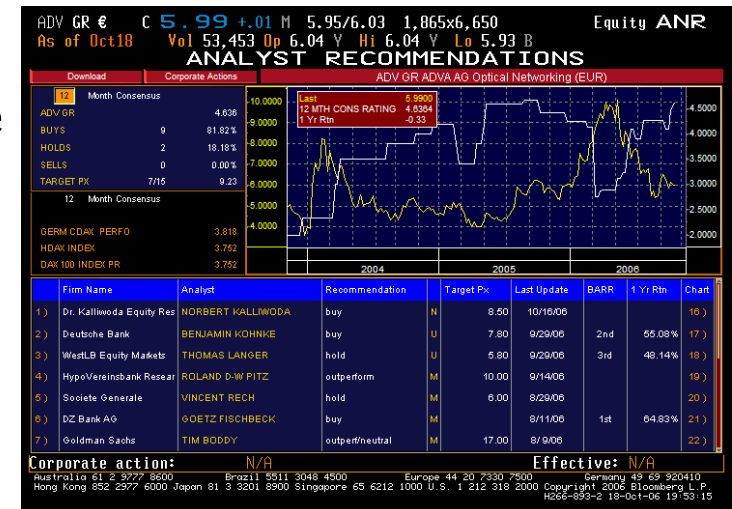 ADV GR € C 5.99 +.01 M 5.95/6.03 1,865x6,650 Equity ANR
As of Oct18 Vol 53,453 Op 6.04 Y Hi 6.04 Y Lo 5.93 B
ANALYST RECOMMENDATIONS
Download Corporate Actions ADV GR ADVA AG Optical Networking (EUR)
e
12 Month Consensus
ADV GR 4.636
BUYS 9 81.82%
HOLDS 2 18.18%
SELLS 0 0.00%
TARGET PX 7/15 9.23
12 Month Consensus
GERM CDAX PERFO 3.818
HDAX INDEX 3.752
DAX 100 INDEX PR 3.752
Last 5.9900
12 MTH CONS RATING 4.6364
1 Yr Rtn -0.33
10.0000
9.0000
8.0000
7.0000
6.0000
5.0000
4.0000
4.5000
4.0000
3.5000
3.0000
2.5000
2.0000
2004 2005 2006
Firm Name Analyst Recommendation Target Px Last Update BARR 1 Yr Rtn Chart
1) Dr. Kalliwoda Equity Res NORBERT KALLIWODA buy N 8.50 10/16/06 16)
2) Deutsche Bank BENJAMIN KOHNKE buy U 7.80 9/29/06 2nd 55.08% 17)
3) WestLB Equity Markets THOMAS LANGER hold U 5.80 9/29/06 3rd 48.14% 18)
4) HypoVereinsbank Resear ROLAND D-W PITZ outperform M 10.00 9/14/06 19)
5) Societe Generale VINCENT RECH hold M 6.00 8/29/06 20)
6) DZ Bank AG GOETZ FISCHBECK buy M 8/11/06 1st 64.83% 21)
7) Goldman Sachs TIM BODDY outperf/neutral M 17.00 8/ 9/06 22)
Corporate action: N/A Effective: N/A
Australia 61 2 9777 8600 Brazil 5511 3048 4500 Europe 44 20 7330 7500 Germany 49 69 920410
Hong Kong 852 2977 6000 Japan 81 3 3201 8900 Singapore 65 6212 1000 U.S. 1 212 318 2000 Copyright 2006 Bloomberg L.P.
H266-893-2 18-Oct-06 19:53:15